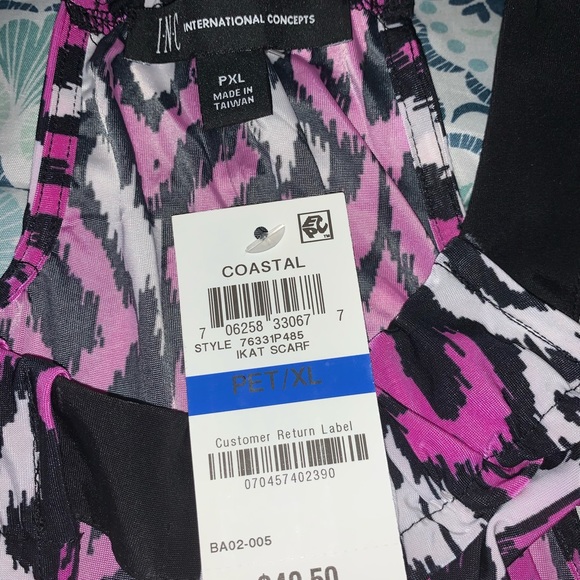 I·N·C INTERNATIONAL CONCEPTS
PXL
MADE IN
TAIWAN
EPC™
COASTAL
7 06258 33067 7
STYLE 76331P485
IKAT SCARF
PET/XL
Customer Return Label
070457402390
BA02-005